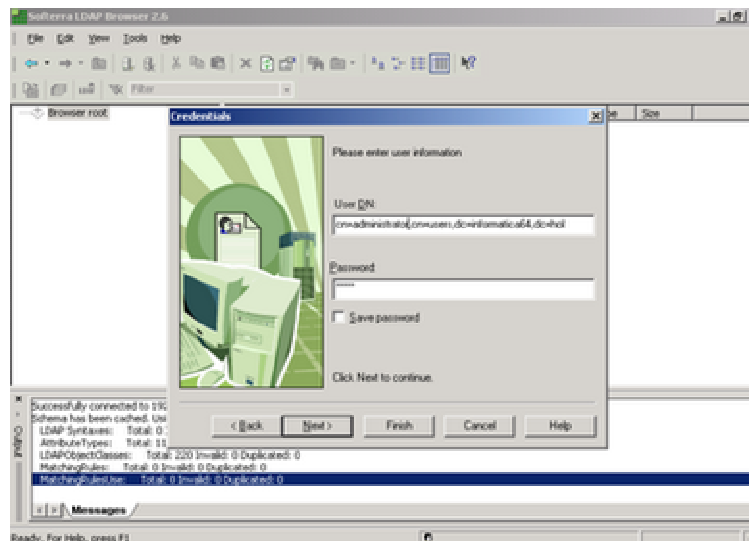 Softerra LDAP Browser 2.6
File Edit View Tools Help
Filter
Browser root
Size
Credentials
Please enter user information
User DN:
cn=administrator,cn=users,dc=informatica64,dc=hol
Password
*****
Save password
Click Next to continue.
< Back Next > Finish Cancel Help
Successfully connected to 192
Schema has been cached. Usi
LDAP Syntaxes: Total: 0
AttributeTypes: Total: 11
LDAPObjectClasses: Total: 220 Invalid: 0 Duplicated: 0
MatchingRules: Total: 0 Invalid: 0 Duplicated: 0
MatchingRulesUse: Total: 0 Invalid: 0 Duplicated: 0
Output
Messages
Ready. For Help, press F1